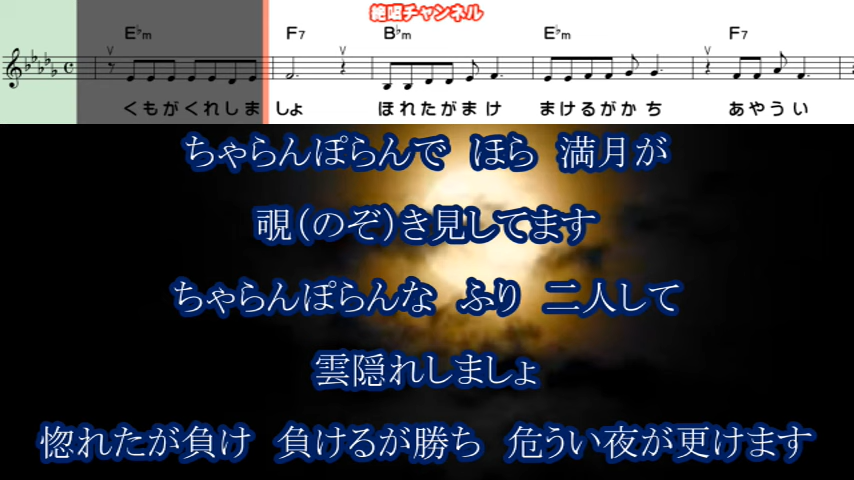 絶唱チャンネル
E♭m F7 B♭m E♭m F7
くもがくれしま しょ ほれたがまけ まけるがかち あやうい
ちゃらんぽらんで ほら 満月が
覗(のぞ)き見してます
ちゃらんぽらんな ふり 二人して
雲隠れしましょ
惚れたが負け 負けるが勝ち 危うい夜が更けます